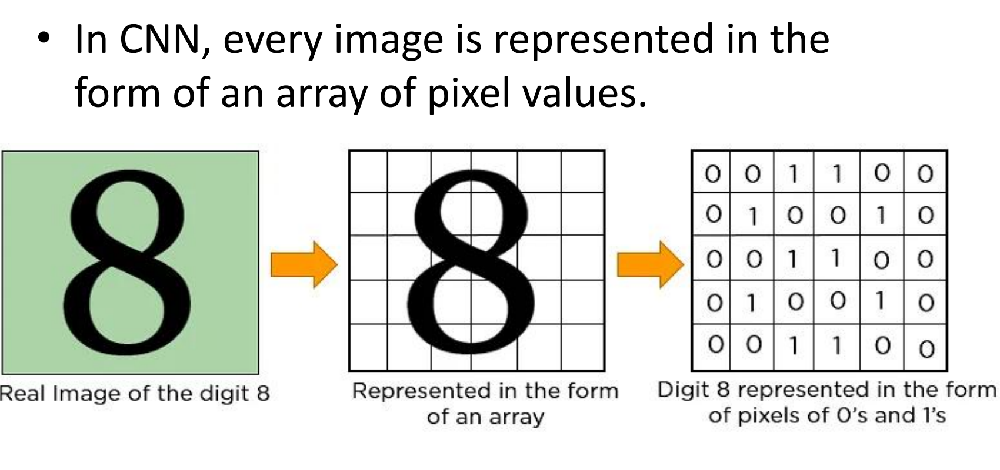 • In CNN, every image is represented in the
form of an array of pixel values.
8
8
0 0 1 1 0 0
0 1 0 0 1 0
0 0 1 1 0 0
0 1 0 0 1 0
0 0 1 1 0 0
Real Image of the digit 8
Represented in the form
of an array
Digit 8 represented in the form
of pixels of 0's and 1's